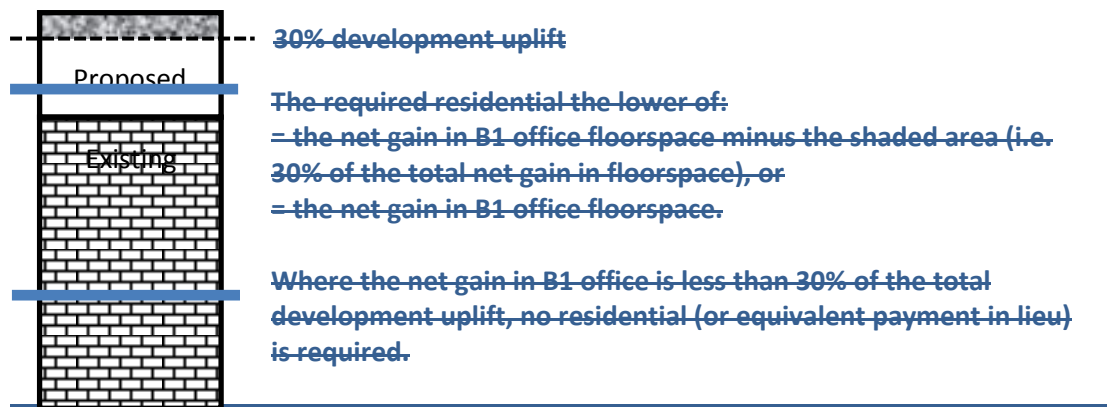 30% development uplift
Proposed
The required residential the lower of:
= the net gain in B1 office floorspace minus the shaded area (i.e.
30% of the total net gain in floorspace), or
= the net gain in B1 office floorspace.
Existing
Where the net gain in B1 office is less than 30% of the total
development uplift, no residential (or equivalent payment in lieu)
is required.